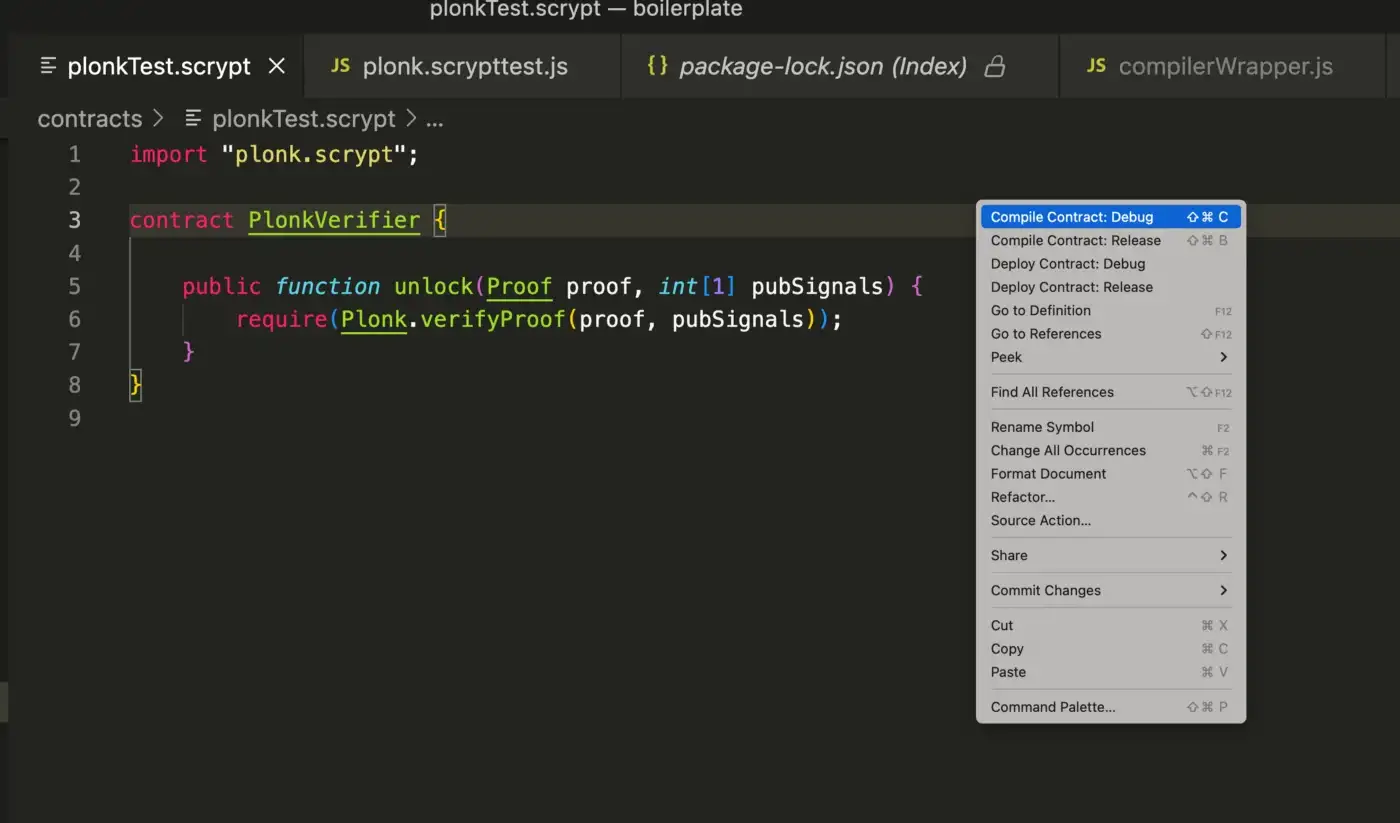 plonkTest.scrypt — boilerplate
plonkTest.scrypt
JS plonk.scrypttest.js
{} package-lock.json (Index)
JS compilerWrapper.js
contracts > plonkTest.scrypt > ...
1 import "plonk.scrypt";
2
3 contract PlonkVerifier {
4
5 public function unlock(Proof proof, int[1] pubSignals) {
6 require(Plonk.verifyProof(proof, pubSignals));
7 }
8 }
9
Compile Contract: Debug ⇧⌘ C
Compile Contract: Release ⇧⌘ B
Deploy Contract: Debug
Deploy Contract: Release
Go to Definition F12
Go to References ⇧F12
Peek
Find All References ⌥⇧F12
Rename Symbol F2
Change All Occurrences ⌘ F2
Format Document ⌥⇧ F
Refactor... ^⇧ R
Source Action...
Share
Commit Changes
Cut ⌘ X
Copy ⌘ C
Paste ⌘ V
Command Palette... ⇧⌘ P